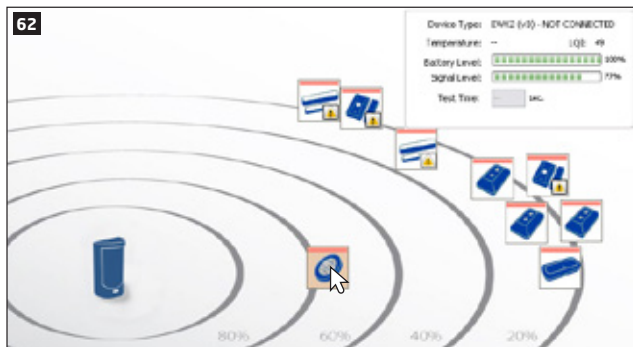 62
Device Type: DWK2 (v3) - NOT CONNECTED
Temperature: -- LQI: 49
Battery Level: 100%
Signal Level: 77%
Test Time: -- sec.
80% 60% 40% 20%